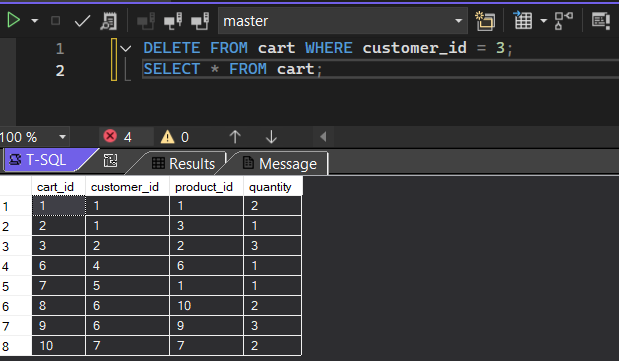 master
1 DELETE FROM cart WHERE customer_id = 3;
2 SELECT * FROM cart;
100 % 4 0
T-SQL Results Message
cart_id customer_id product_id quantity
1 1 1 1 2
2 2 1 3 1
3 3 2 2 3
4 6 4 6 1
5 7 5 1 1
6 8 6 10 2
7 9 6 9 3
8 10 7 7 2